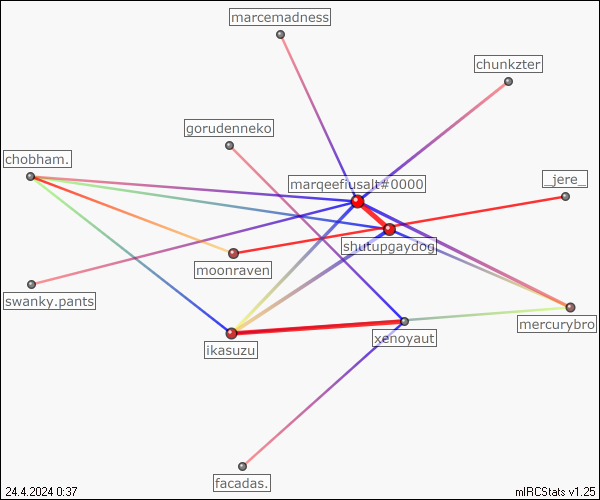 marcemadness
chunkzter
gorudenneko
chobham.
marqeefiusalt#0000
_jere_
shutupgaydog
moonraven
swanky.pants
mercurybro
xenoyaut
ikasuzu
facadas.
24.4.2024 0:37
mIRCStats v1.25